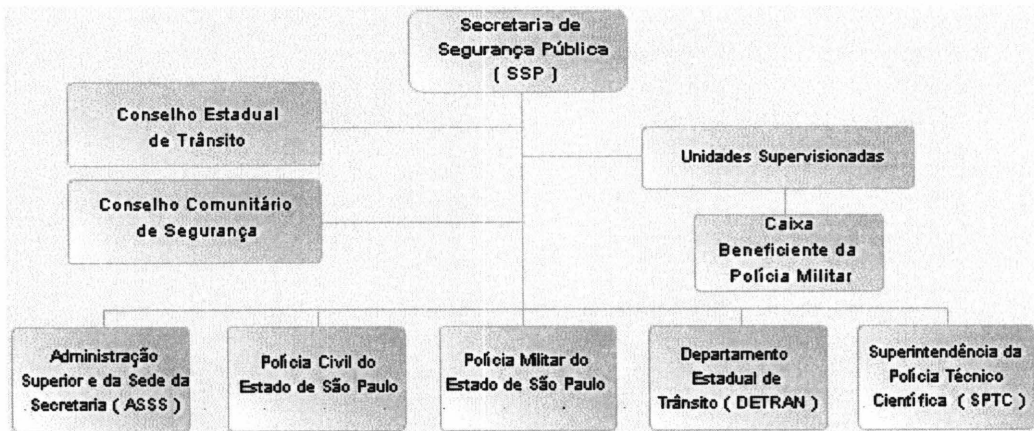 Secretaria de
Segurança Pública
( SSP )
Conselho Estadual
de Trânsito
Unidades Supervisionadas
Conselho Comunitário
de Segurança
Caixa
Beneficiente da
Polícia Militar
Administração
Superior e da Sede da
Secretaria ( ASSS )
Polícia Civil do
Estado de São Paulo
Polícia Militar do
Estado de São Paulo
Departamento
Estadual de
Trânsito ( DETRAN )
Superintendência da
Polícia Técnico
Científica ( SPTC )